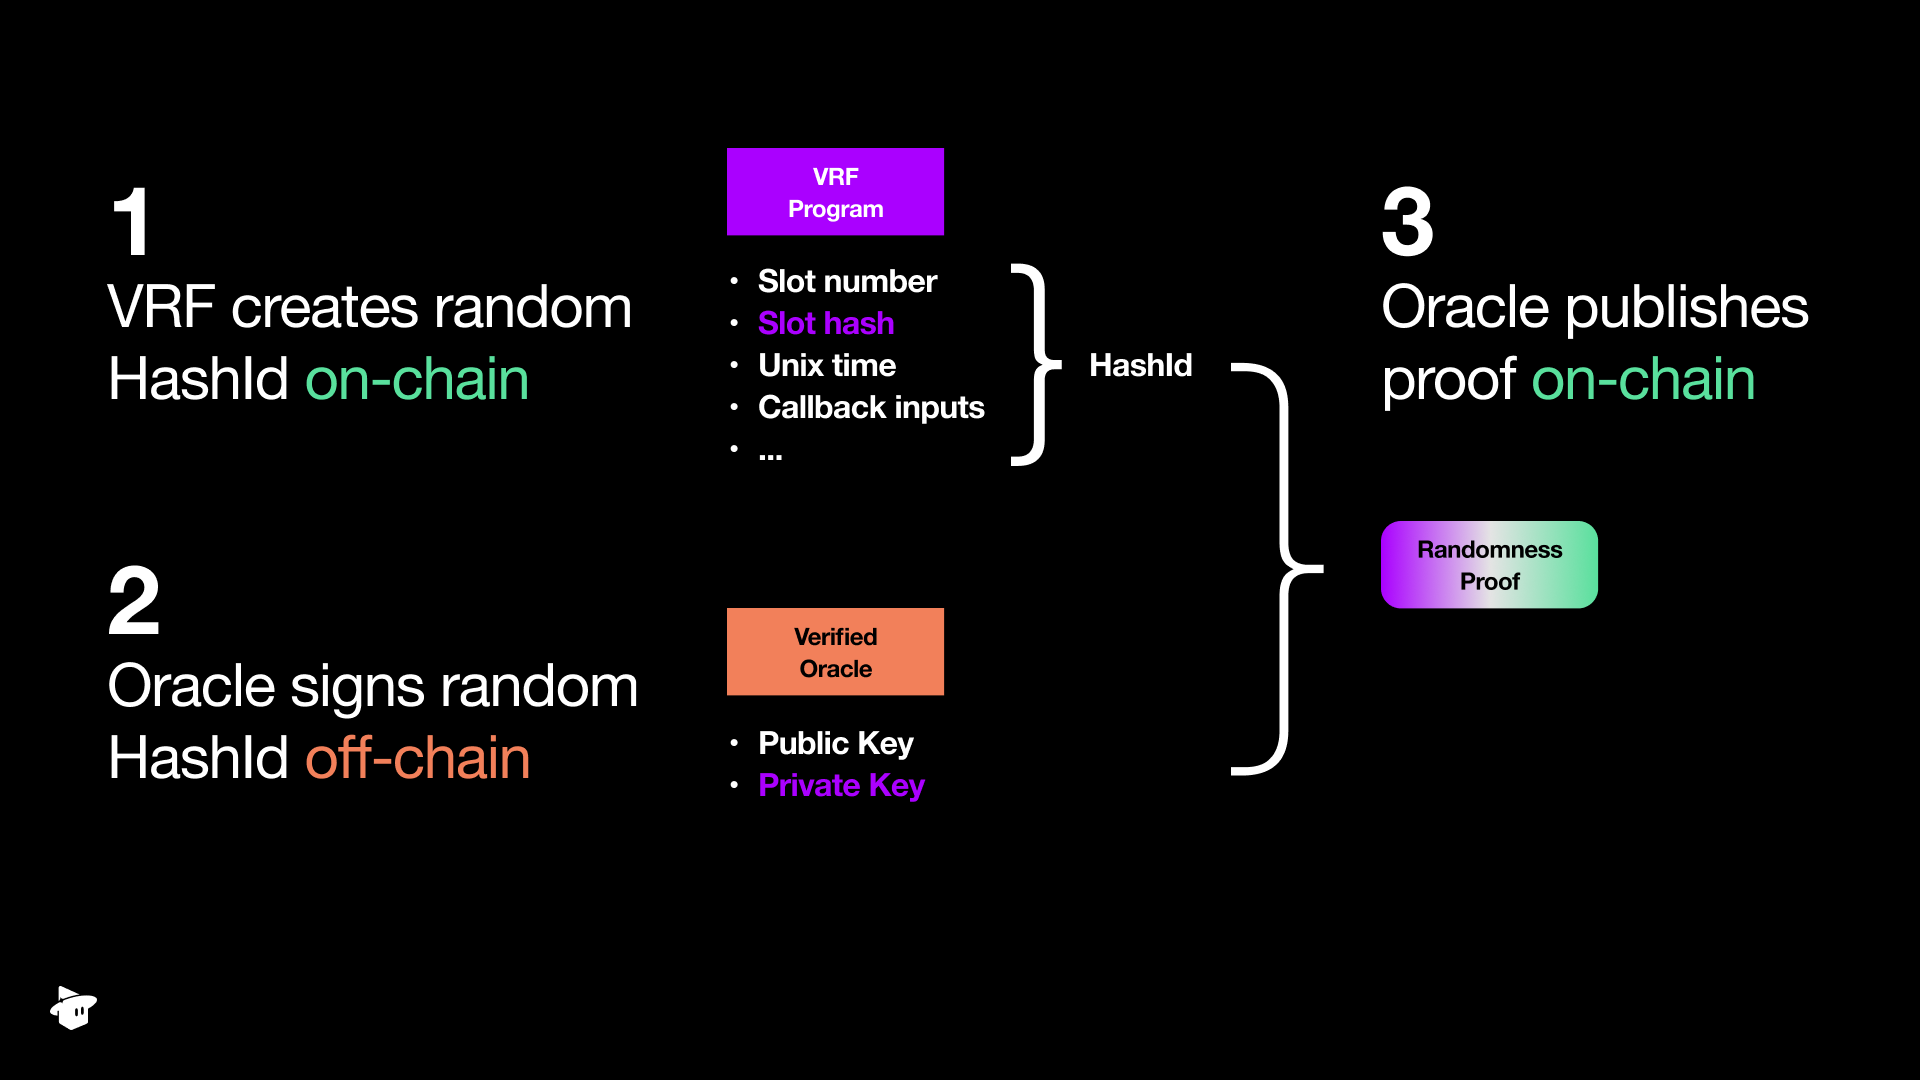 1
VRF creates random
HashId on-chain
VRF
Program
• Slot number
• Slot hash
• Unix time
• Callback inputs
• ...
HashId
2
Oracle signs random
HashId off-chain
Verified
Oracle
• Public Key
• Private Key
3
Oracle publishes
proof on-chain
Randomness
Proof